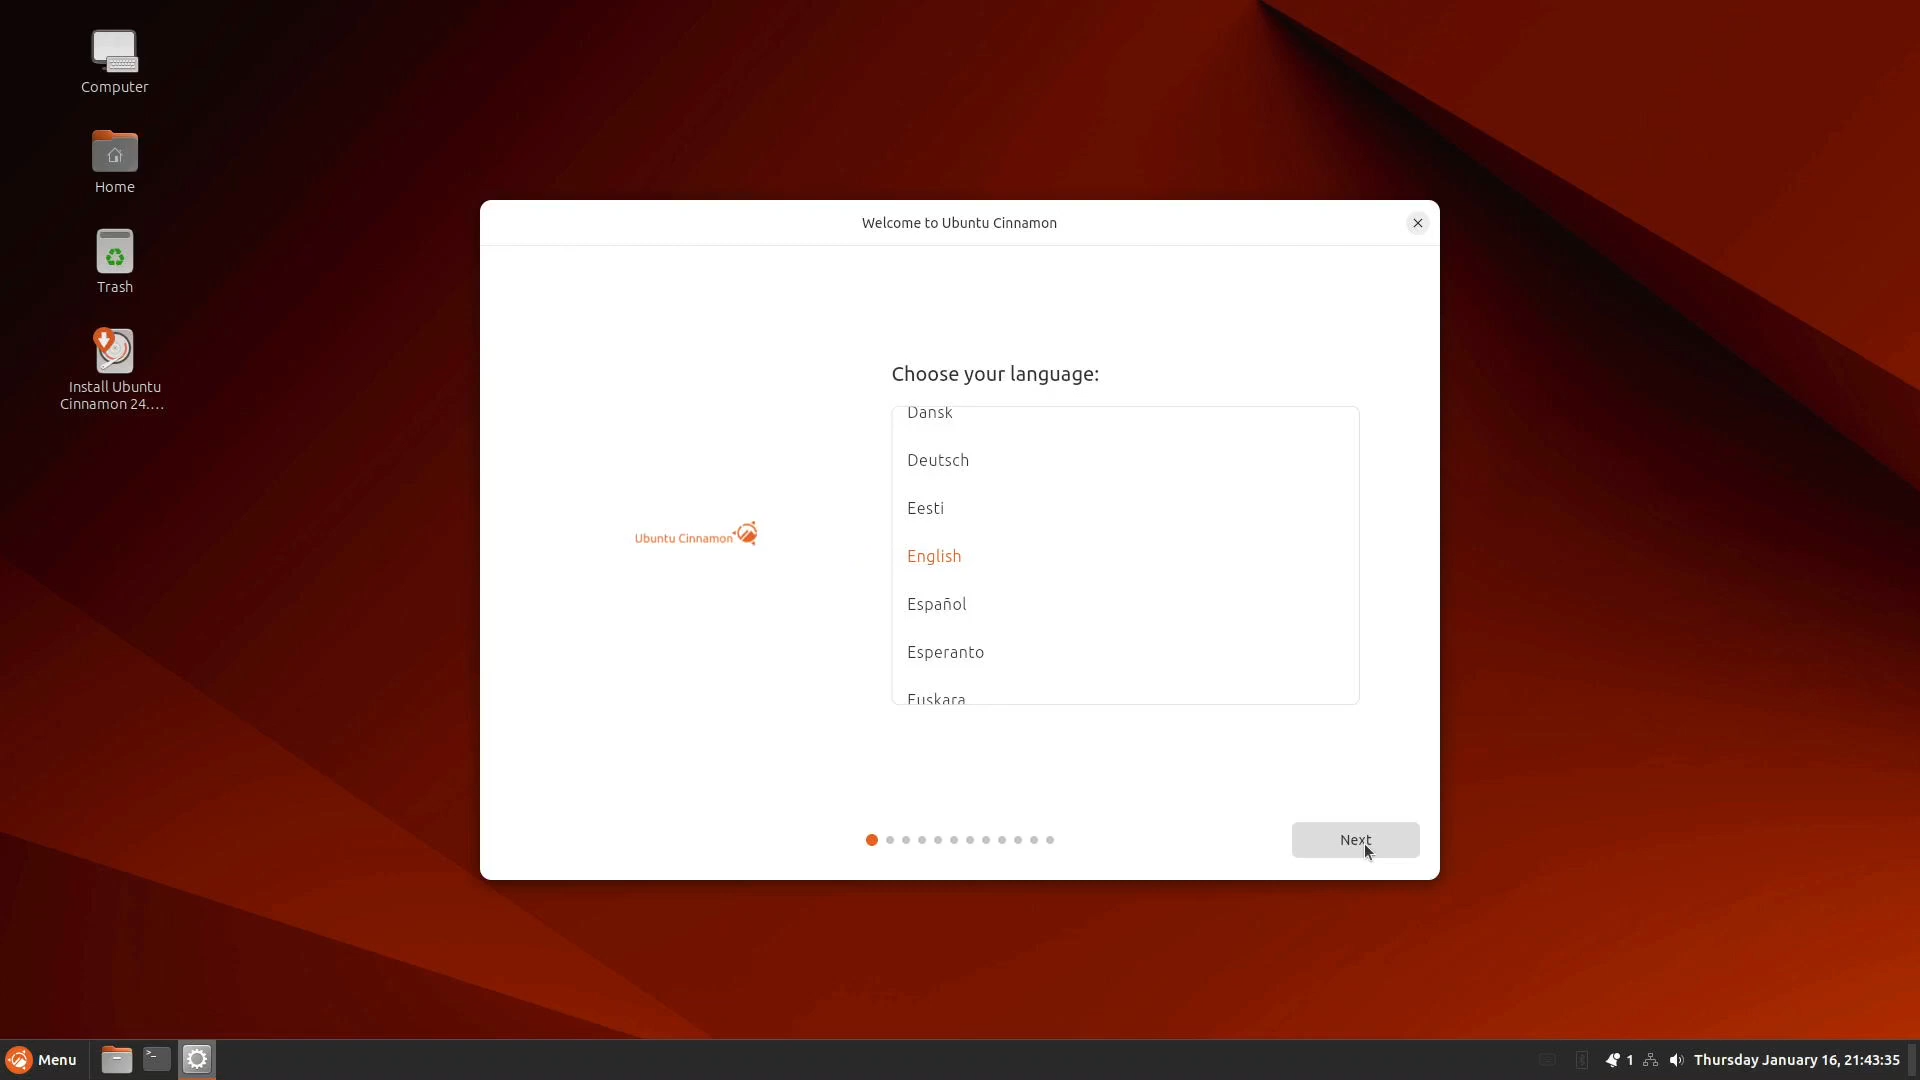 Computer
Home
Trash
Install Ubuntu
Cinnamon 24....
Welcome to Ubuntu Cinnamon
Choose your language:
Dansk
Deutsch
Eesti
English
Español
Esperanto
Euskara
Ubuntu Cinnamon
Next
Menu
>_
1
Thursday January 16, 21:43:35